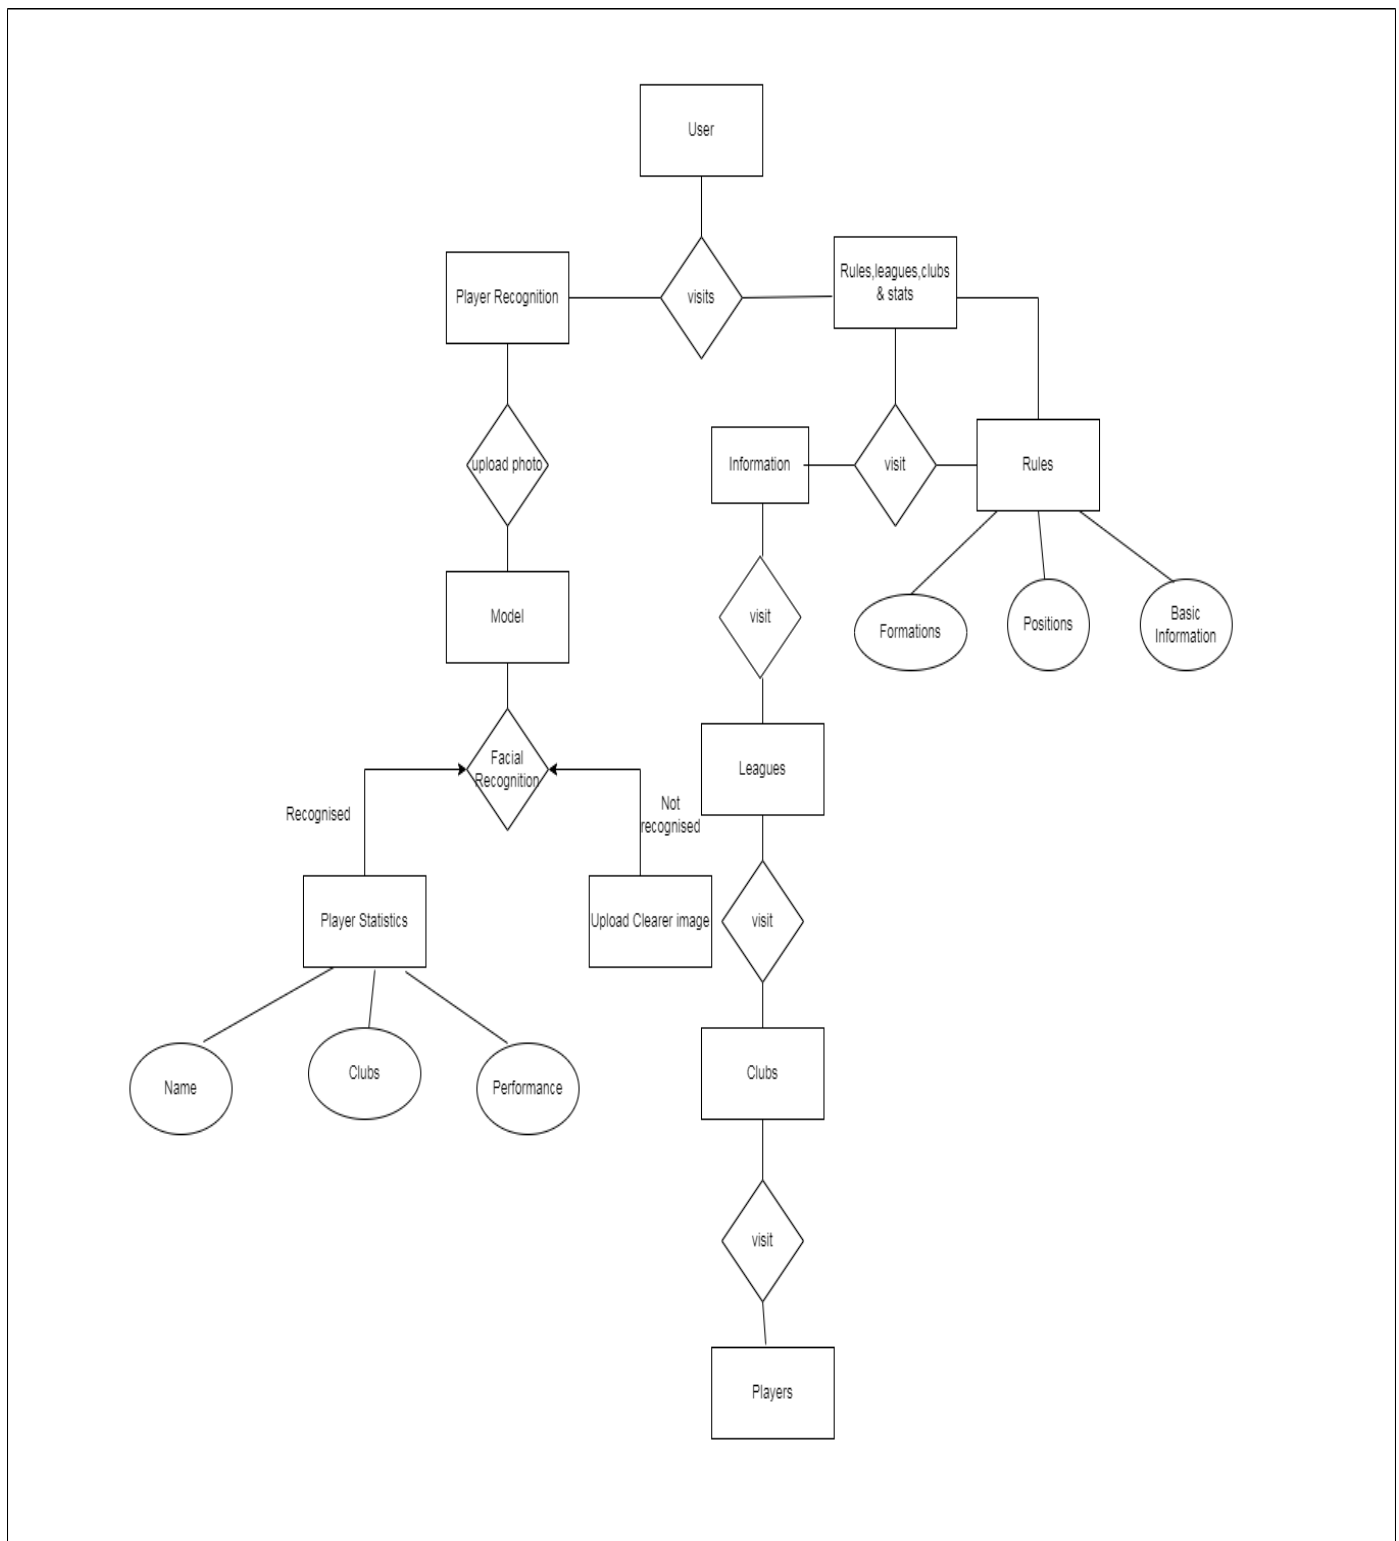 User
Player Recognition
visits
Rules,leagues,clubs
& stats
upload photo
Information
visit
Rules
Model
visit
Formations
Positions
Basic
Information
Facial
Recognition
Leagues
Recognised
Not
recognised
Player Statistics
Upload Clearer image
visit
Name
Clubs
Performance
Clubs
visit
Players